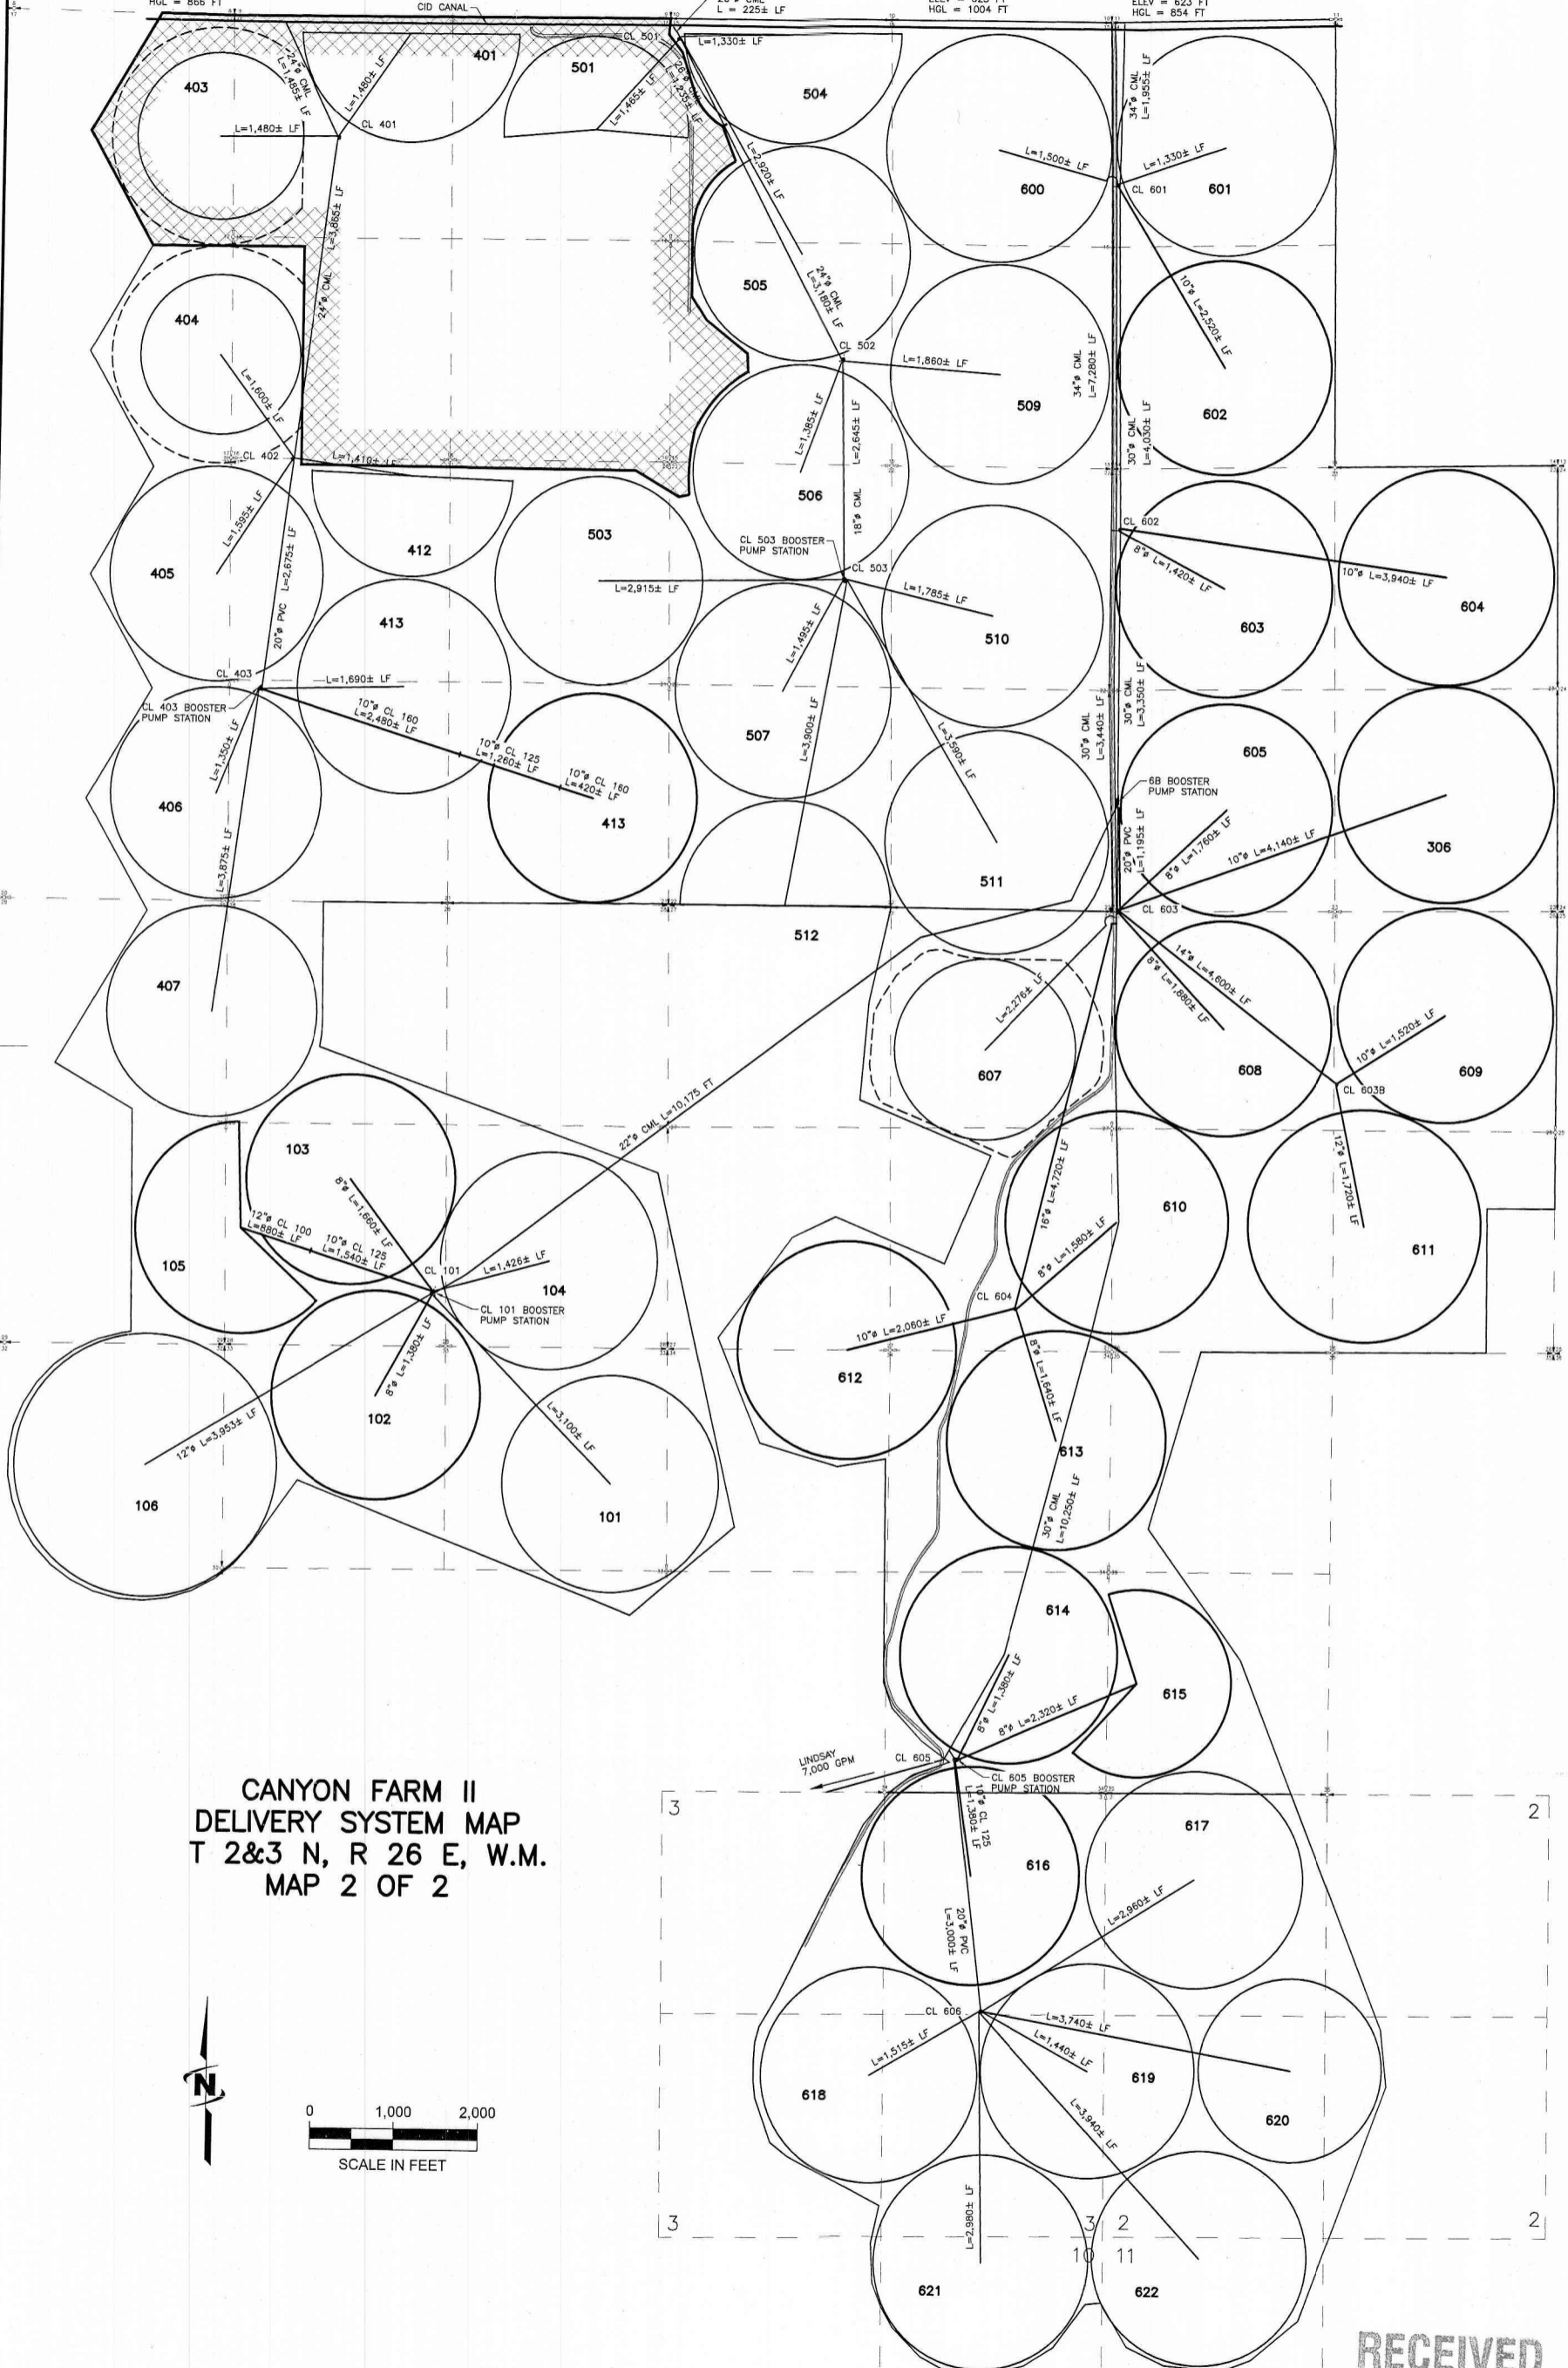 HGL = 866 FT
CID CANAL
L = 225± LF
HGL = 1004 FT
ELEV = 623 FT
HGL = 854 FT
403
24"ø CML
L=1,485± LF
L=1,480± LF
401
501
CL 501
L=1,330± LF
26"ø CML
L=1,235± LF
L=1,465± LF
504
34"ø CML
L=1,955± LF
L=1,480± LF
CL 401
L=2,920± LF
L=1,500± LF
600
L=1,330± LF
CL 601
601
L=3,865± LF
24"ø CML
505
24"ø CML
L=3,180± LF
10"ø L=2,520± LF
404
CL 502
L=1,860± LF
34"ø CML
L=7,280± LF
509
602
L=1,600± LF
L=1,385± LF
L=2,645± LF
18"ø CML
30"ø CML
L=4,030± LF
CL 402
L=1,410± LF
506
L=1,595± LF
503
CL 602
8"ø L=1,420± LF
10"ø L=3,940± LF
CL 503 BOOSTER
PUMP STATION
CL 503
412
405
20"ø PVC L=2,675± LF
L=2,915± LF
L=1,785± LF
604
413
L=1,495± LF
510
603
CL 403
L=1,690± LF
30"ø CML
L=3,350± LF
CL 403 BOOSTER
PUMP STATION
10"ø CL 160
L=2,480± LF
10"ø CL 125
L=1,260± LF
10"ø CL 160
L=420± LF
L=1,350± LF
507
L=3,900± LF
L=3,590± LF
30"ø CML
L=3,440± LF
605
6B BOOSTER
PUMP STATION
406
413
20"ø PVC
L=1,195± LF
8"ø L=1,760± LF
10"ø L=4,140± LF
306
L=3,875± LF
511
CL 603
512
407
L=2,276± LF
14"ø L=4,600± LF
8"ø L=1,880± LF
10"ø L=1,520± LF
607
608
609
CL 603B
22"ø CML L=10,175 FT
103
8"ø L=1,660± LF
16"ø L=4,720± LF
12"ø L=1,720± LF
610
12"ø CL 100
L=880± LF
10"ø CL 125
L=1,540± LF
CL 101
L=1,426± LF
8"ø L=1,580± LF
611
105
104
CL 101 BOOSTER
PUMP STATION
CL 604
10"ø L=2,060± LF
8"ø L=1,380± LF
612
8"ø L=1,640± LF
102
12"ø L=3,953± LF
L=3,100± LF
613
106
101
30"ø CML
L=10,250± LF
614
8"ø L=1,380± LF
8"ø L=2,320± LF
615
LINDSAY
7,000 GPM
CL 605
CL 605 BOOSTER
PUMP STATION
CANYON FARM II
DELIVERY SYSTEM MAP
T 2&3 N, R 26 E, W.M.
MAP 2 OF 2
3
2
10"ø CL 125
L=1,380± LF
617
616
20"ø PVC
L=3,000± LF
L=2,960± LF
CL 606
L=3,740± LF
L=1,515± LF
L=1,440± LF
618
619
620
N
0 1,000 2,000
SCALE IN FEET
L=3,940± LF
L=2,980± LF
3
3 2
2
10 11
621
622
RECEIVED